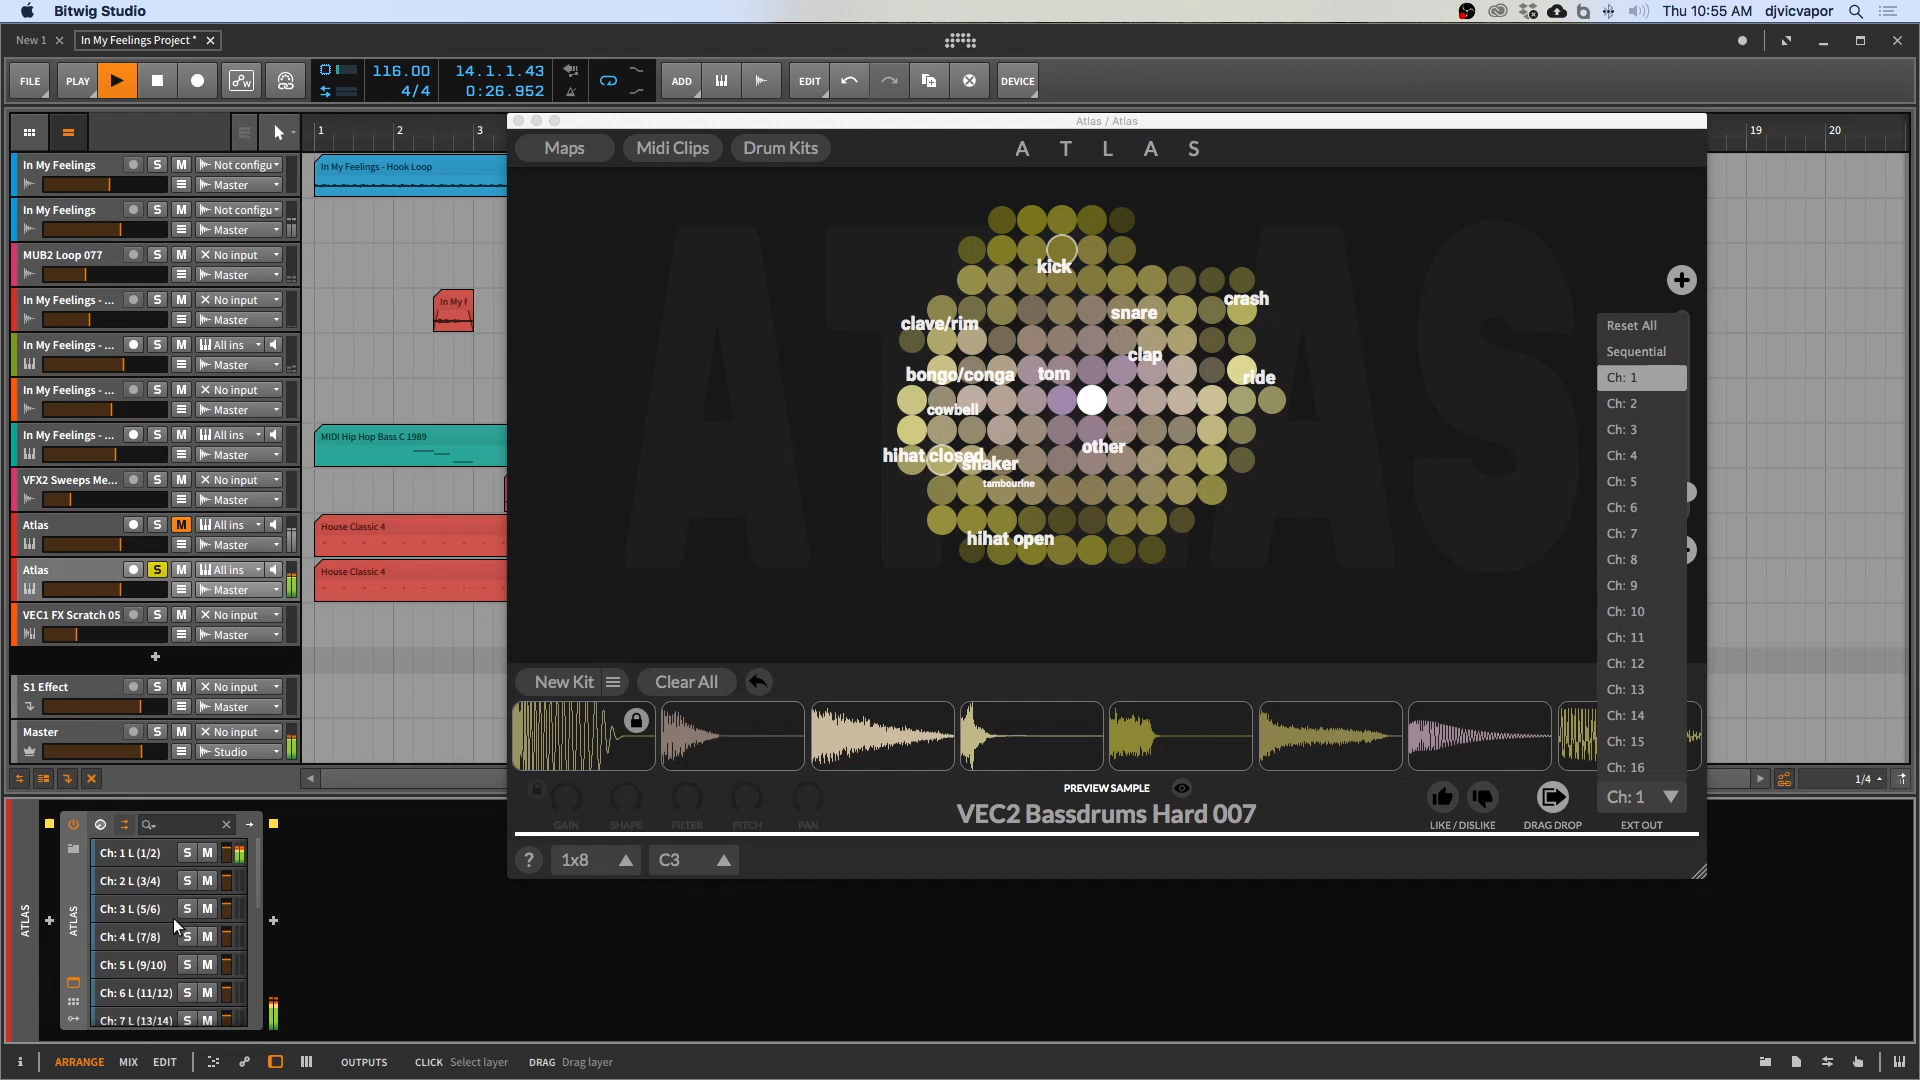 Bitwig Studio
Thu 10:55 AM djvicvapor
New 1 In My Feelings Project *
FILE PLAY 116.00 4/4 14.1.1.43 0:26.952 ADD EDIT DEVICE
1 2 3 19 20
Atlas / Atlas
Maps Midi Clips Drum Kits ATLAS
ATLAS
In My Feelings S M Not configu
Master
In My Feelings S M Not configu
Master
MUB2 Loop 077 S M No input
Master
In My Feelings - ... S M No input
Master
In My Feelings - ... S M All ins
Master
In My Feelings - ... S M No input
Master
In My Feelings - ... S M All ins
Master
VFX2 Sweeps Me... S M No input
Master
Atlas S M All ins
Master
Atlas S M All ins
Master
VEC1 FX Scratch 05 S M No input
Master
S1 Effect S M No input
Master
Master S M No input
Studio
In My Feelings - Hook Loop
In My F
MIDI Hip Hop Bass C 1989
House Classic 4
House Classic 4
kick
crash
snare
clave/rim
clap
bongo/conga
tom
ride
cowbell
other
hihat closed
shaker
tambourine
hihat open
Reset All
Sequential
Ch: 1
Ch: 2
Ch: 3
Ch: 4
Ch: 5
Ch: 6
Ch: 7
Ch: 8
Ch: 9
Ch: 10
Ch: 11
Ch: 12
Ch: 13
Ch: 14
Ch: 15
Ch: 16
Ch: 1
New Kit Clear All
1/4
GAIN SHAPE FILTER PITCH PAN
PREVIEW SAMPLE
VEC2 Bassdrums Hard 007
LIKE / DISLIKE DRAG DROP EXT OUT
? 1x8 C3
ATLAS
ATLAS
Ch: 1 L (1/2) S M
Ch: 2 L (3/4) S M
Ch: 3 L (5/6) S M
Ch: 4 L (7/8) S M
Ch: 5 L (9/10) S M
Ch: 6 L (11/12) S M
Ch: 7 L (13/14) S M
i ARRANGE MIX EDIT OUTPUTS CLICK Select layer DRAG Drag layer